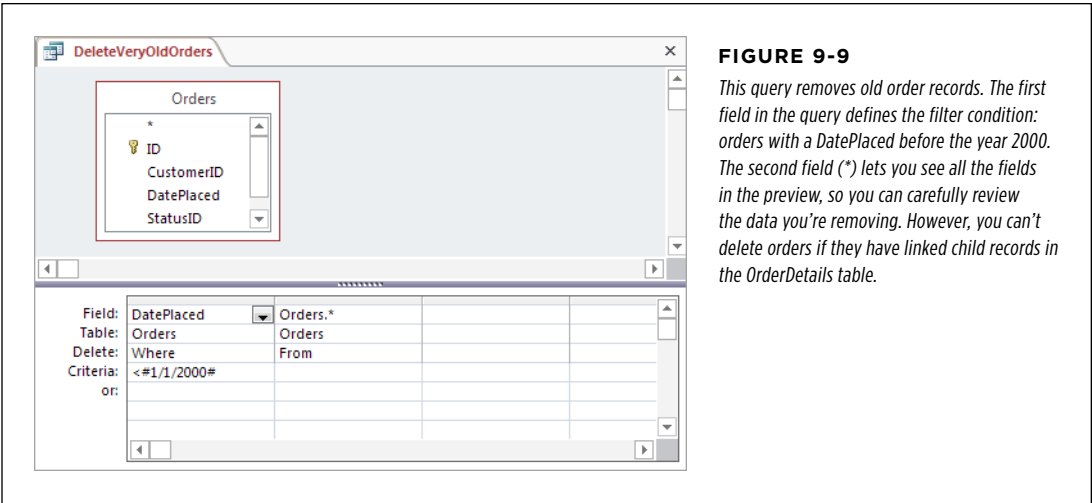 DeleteVeryOldOrders
Orders
*
ID
CustomerID
DatePlaced
StatusID
Field: DatePlaced Orders.*
Table: Orders Orders
Delete: Where From
Criteria: <#1/1/2000#
or:
FIGURE 9-9
This query removes old order records. The first
field in the query defines the filter condition:
orders with a DatePlaced before the year 2000.
The second field (*) lets you see all the fields
in the preview, so you can carefully review
the data you're removing. However, you can't
delete orders if they have linked child records in
the OrderDetails table.